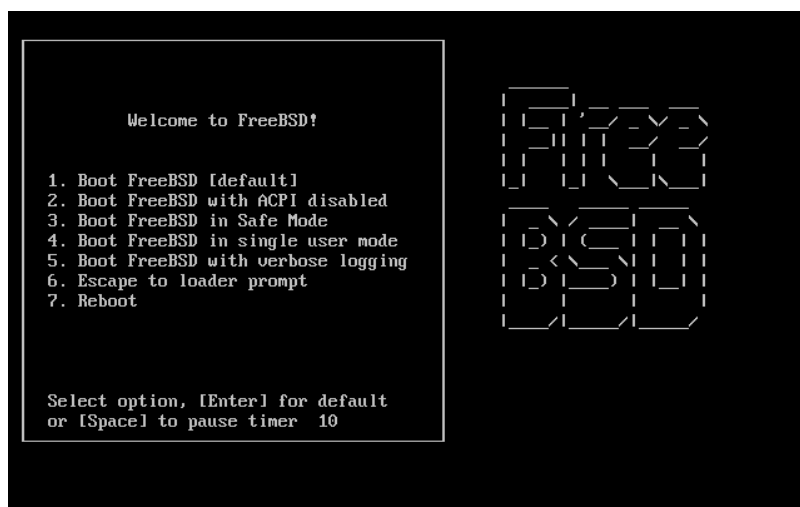 Welcome to FreeBSD!
1. Boot FreeBSD [default]
2. Boot FreeBSD with ACPI disabled
3. Boot FreeBSD in Safe Mode
4. Boot FreeBSD in single user mode
5. Boot FreeBSD with verbose logging
6. Escape to loader prompt
7. Reboot
Select option, [Enter] for default
or [Space] to pause timer 10
Free
BSD